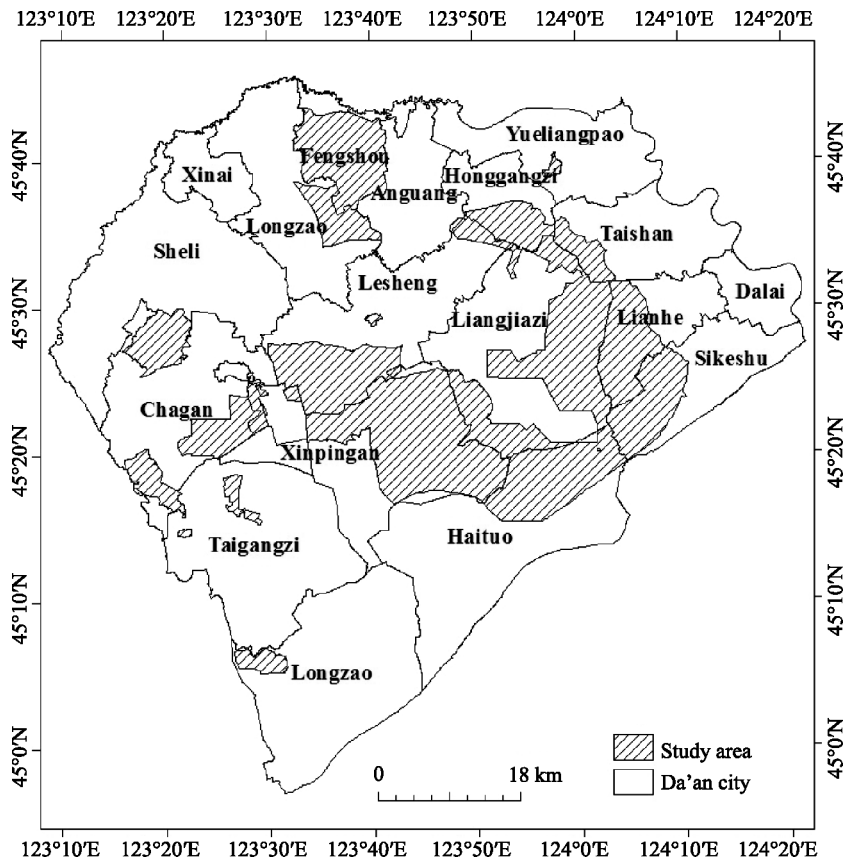 123°10′E 123°20′E 123°30′E 123°40′E 123°50′E 124°0′E 124°10′E 124°20′E
45°40′N
45°30′N
45°20′N
45°10′N
45°0′N
Yueliangpao
Fengshou
Xinai
Honggangzi
Anguang
Longzao
Taishan
Sheli
Lesheng
Dalai
Liangjiazi
Lianhe
Sikeshu
Chagan
Xinpingan
Taigangzi
Haituo
Longzao
Study area
0 18 km
Da'an city
45°40′N
45°30′N
45°20′N
45°10′N
45°0′N
123°10′E 123°20′E 123°30′E 123°40′E 123°50′E 124°0′E 124°10′E 124°20′E